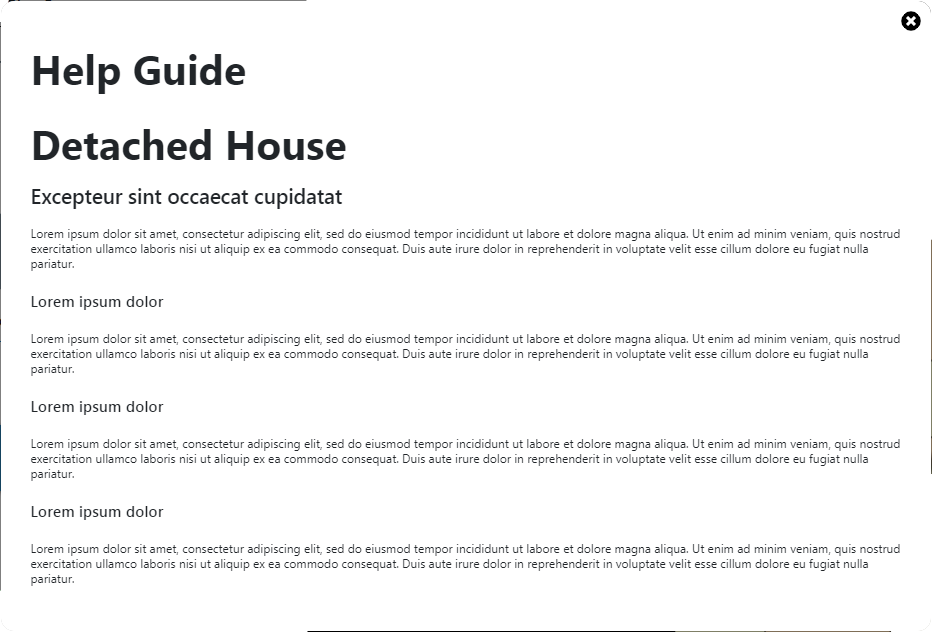 Help Guide
Detached House
Excepteur sint occaecat cupidatat
Lorem ipsum dolor sit amet, consectetur adipiscing elit, sed do eiusmod tempor incididunt ut labore et dolore magna aliqua. Ut enim ad minim veniam, quis nostrud
exercitation ullamco laboris nisi ut aliquip ex ea commodo consequat. Duis aute irure dolor in reprehenderit in voluptate velit esse cillum dolore eu fugiat nulla
pariatur.
Lorem ipsum dolor
Lorem ipsum dolor sit amet, consectetur adipiscing elit, sed do eiusmod tempor incididunt ut labore et dolore magna aliqua. Ut enim ad minim veniam, quis nostrud
exercitation ullamco laboris nisi ut aliquip ex ea commodo consequat. Duis aute irure dolor in reprehenderit in voluptate velit esse cillum dolore eu fugiat nulla
pariatur.
Lorem ipsum dolor
Lorem ipsum dolor sit amet, consectetur adipiscing elit, sed do eiusmod tempor incididunt ut labore et dolore magna aliqua. Ut enim ad minim veniam, quis nostrud
exercitation ullamco laboris nisi ut aliquip ex ea commodo consequat. Duis aute irure dolor in reprehenderit in voluptate velit esse cillum dolore eu fugiat nulla
pariatur.
Lorem ipsum dolor
Lorem ipsum dolor sit amet, consectetur adipiscing elit, sed do eiusmod tempor incididunt ut labore et dolore magna aliqua. Ut enim ad minim veniam, quis nostrud
exercitation ullamco laboris nisi ut aliquip ex ea commodo consequat. Duis aute irure dolor in reprehenderit in voluptate velit esse cillum dolore eu fugiat nulla
pariatur.